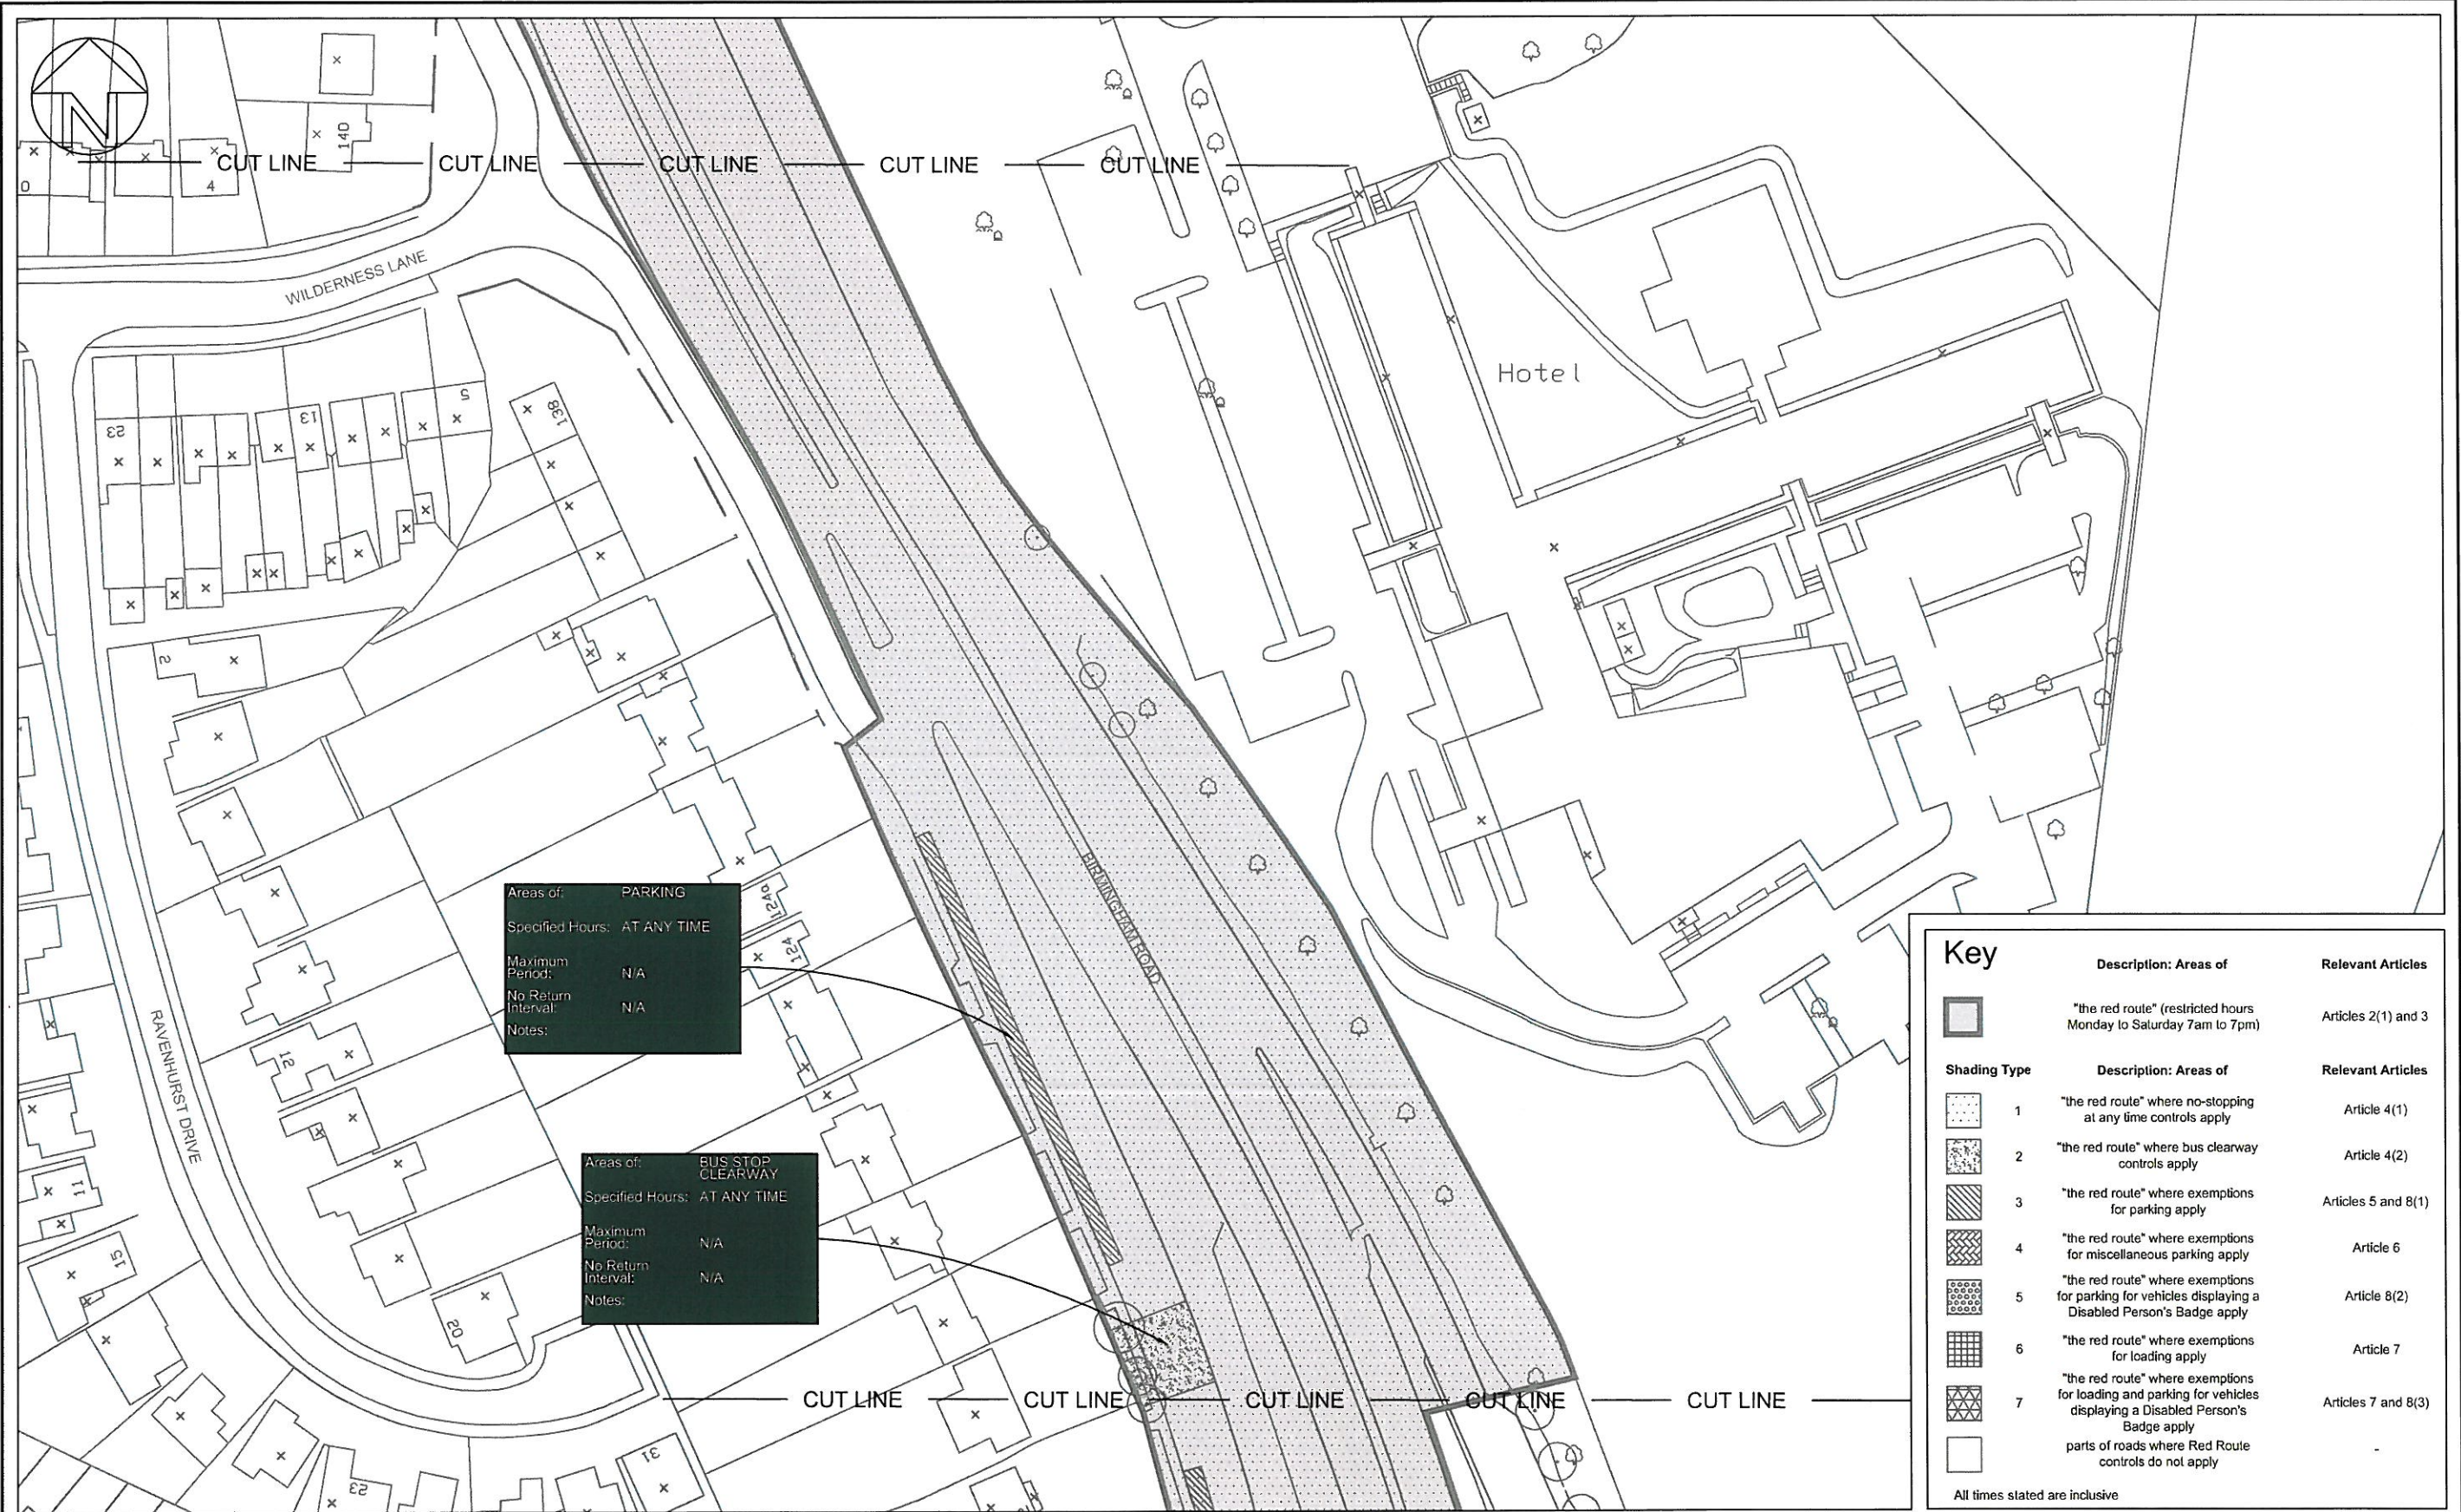 N
140
0
4
CUT LINE CUT LINE CUT LINE CUT LINE CUT LINE
WILDERNESS LANE
Hotel
23
13
5
138
2
BIRMINGHAM ROAD
124a
124
Areas of: PARKING
Specified Hours: AT ANY TIME
Maximum
Period: N/A
No Return
Interval: N/A
Notes:
RAVENHURST DRIVE
12
11
15
20
Areas of: BUS STOP
CLEARWAY
Specified Hours: AT ANY TIME
Maximum
Period: N/A
No Return
Interval: N/A
Notes:
CUT LINE CUT LINE CUT LINE CUT LINE CUT LINE
31
23
Key
Description: Areas of Relevant Articles
"the red route" (restricted hours
Monday to Saturday 7am to 7pm) Articles 2(1) and 3
Shading Type Description: Areas of Relevant Articles
1 "the red route" where no-stopping
at any time controls apply Article 4(1)
2 "the red route" where bus clearway
controls apply Article 4(2)
3 "the red route" where exemptions
for parking apply Articles 5 and 8(1)
4 "the red route" where exemptions
for miscellaneous parking apply Article 6
5 "the red route" where exemptions
for parking for vehicles displaying a
Disabled Person's Badge apply Article 8(2)
6 "the red route" where exemptions
for loading apply Article 7
7 "the red route" where exemptions
for loading and parking for vehicles
displaying a Disabled Person's
Badge apply Articles 7 and 8(3)
parts of roads where Red Route
controls do not apply -
All times stated are inclusive